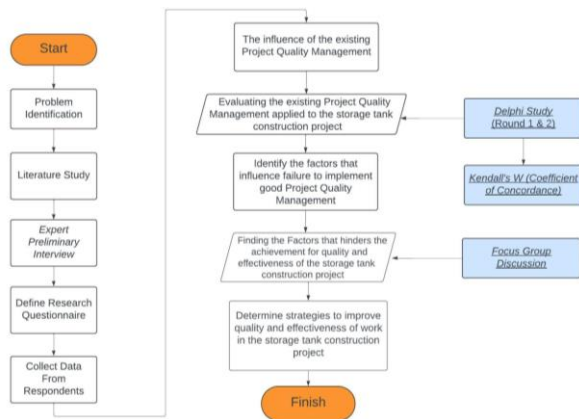 Start
Problem
Identification
Literature Study
Expert
Preliminary
Interview
Define Research
Questionnaire
Collect Data
From
Respondents
The influence of the existing
Project Quality Management
Evaluating the existing Project Quality
Management applied to the storage tank
construction project
Identify the factors that
influence failure to implement
good Project Quality
Management
Finding the Factors that hinders the
achievement for quality and
effectiveness of the storage tank
construction project
Determine strategies to improve
quality and effectiveness of work
in the storage tank construction
project
Finish
Delphi Study
(Round 1 & 2)
Kendall's W (Coefficient
of Concordance)
Focus Group
Discussion